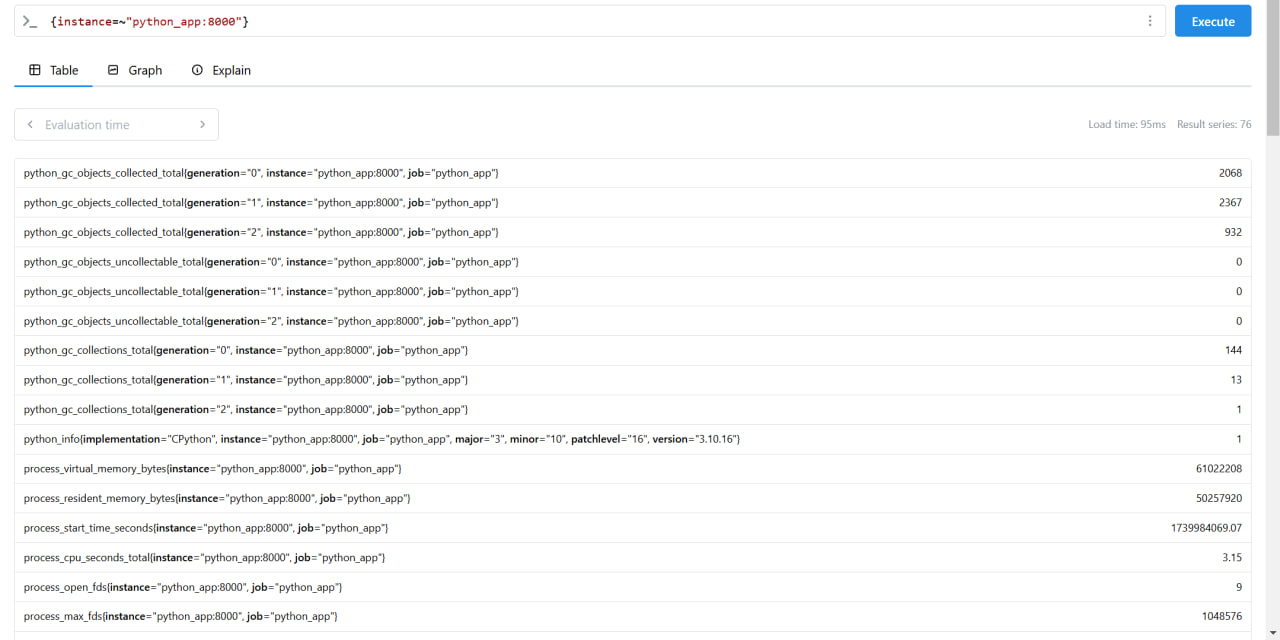 >_ {instance=~"python_app:8000"}
Execute
Table Graph Explain
Evaluation time
Load time: 95ms Result series: 76
python_gc_objects_collected_total{generation="0", instance="python_app:8000", job="python_app"} 2068
python_gc_objects_collected_total{generation="1", instance="python_app:8000", job="python_app"} 2367
python_gc_objects_collected_total{generation="2", instance="python_app:8000", job="python_app"} 932
python_gc_objects_uncollectable_total{generation="0", instance="python_app:8000", job="python_app"} 0
python_gc_objects_uncollectable_total{generation="1", instance="python_app:8000", job="python_app"} 0
python_gc_objects_uncollectable_total{generation="2", instance="python_app:8000", job="python_app"} 0
python_gc_collections_total{generation="0", instance="python_app:8000", job="python_app"} 144
python_gc_collections_total{generation="1", instance="python_app:8000", job="python_app"} 13
python_gc_collections_total{generation="2", instance="python_app:8000", job="python_app"} 1
python_info{implementation="CPython", instance="python_app:8000", job="python_app", major="3", minor="10", patchlevel="16", version="3.10.16"} 1
process_virtual_memory_bytes{instance="python_app:8000", job="python_app"} 61022208
process_resident_memory_bytes{instance="python_app:8000", job="python_app"} 50257920
process_start_time_seconds{instance="python_app:8000", job="python_app"} 1739984069.07
process_cpu_seconds_total{instance="python_app:8000", job="python_app"} 3.15
process_open_fds{instance="python_app:8000", job="python_app"} 9
process_max_fds{instance="python_app:8000", job="python_app"} 1048576